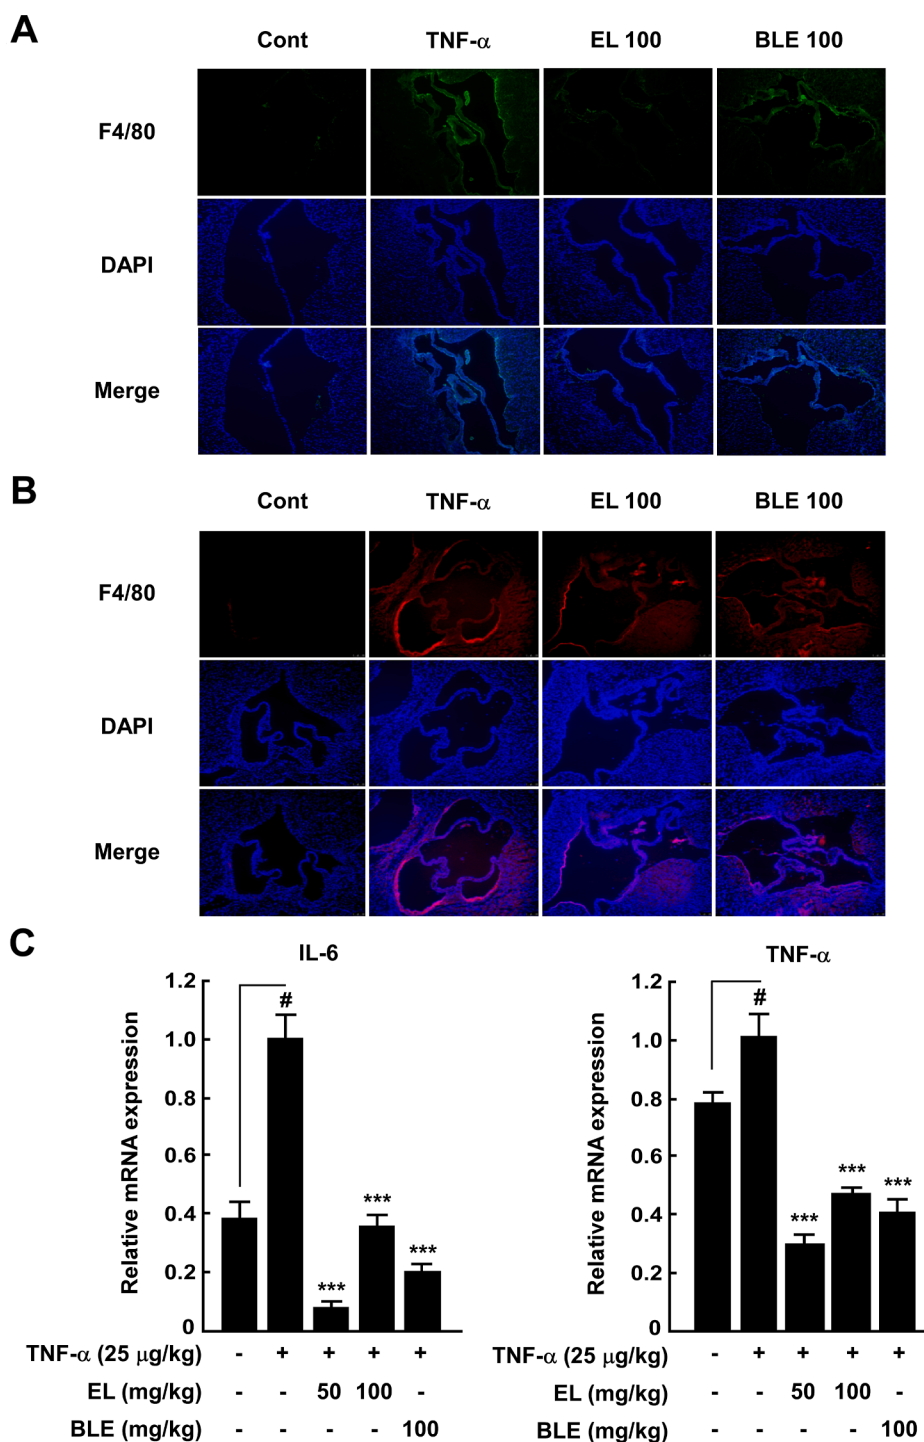 A
Cont TNF-α EL 100 BLE 100
F4/80
DAPI
Merge
B
Cont TNF-α EL 100 BLE 100
F4/80
DAPI
Merge
C
IL-6
Relative mRNA expression
1.2
1.0
0.8
0.6
0.4
0.2
0
#
***
***
***
TNF-α (25 µg/kg) - + + + +
EL (mg/kg) - - 50 100 -
BLE (mg/kg) - - - - 100
TNF-α
Relative mRNA expression
1.2
1.0
0.8
0.6
0.4
0.2
0
#
***
***
***
TNF-α (25 µg/kg) - + + + +
EL (mg/kg) - - 50 100 -
BLE (mg/kg) - - - - 100